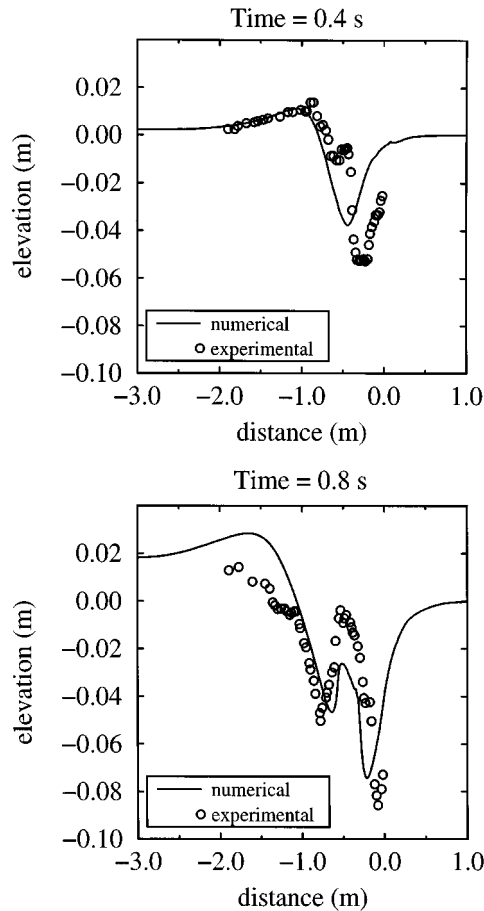 Time = 0.4 s
elevation (m)
0.02
0.00
−0.02
−0.04
−0.06
−0.08
−0.10
numerical
experimental
−3.0 −2.0 −1.0 0.0 1.0
distance (m)
Time = 0.8 s
elevation (m)
0.02
0.00
−0.02
−0.04
−0.06
−0.08
−0.10
numerical
experimental
−3.0 −2.0 −1.0 0.0 1.0
distance (m)